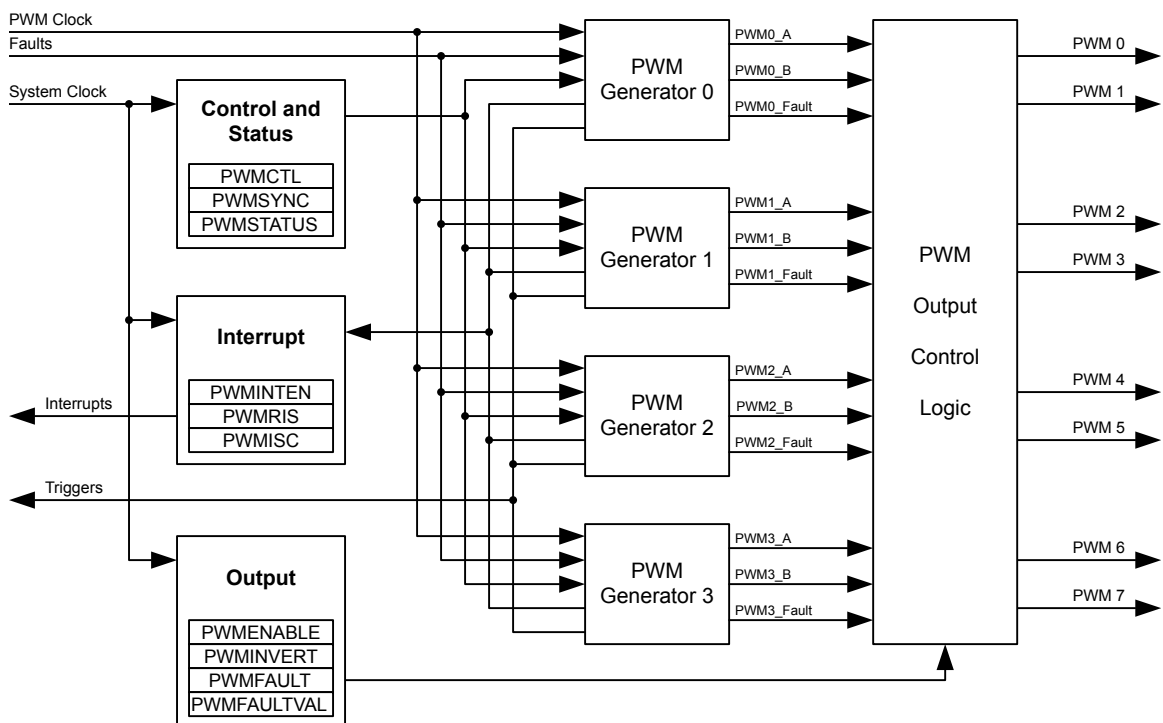 PWM Clock
Faults
System Clock
Control and
Status
PWMCTL
PWMSYNC
PWMSTATUS
Interrupt
PWMINTEN
PWMRIS
PWMISC
Interrupts
Triggers
Output
PWMENABLE
PWMINVERT
PWMFAULT
PWMFAULTVAL
PWM
Generator 0
PWM0_A
PWM0_B
PWM0_Fault
PWM
Generator 1
PWM1_A
PWM1_B
PWM1_Fault
PWM
Generator 2
PWM2_A
PWM2_B
PWM2_Fault
PWM
Generator 3
PWM3_A
PWM3_B
PWM3_Fault
PWM
Output
Control
Logic
PWM 0
PWM 1
PWM 2
PWM 3
PWM 4
PWM 5
PWM 6
PWM 7